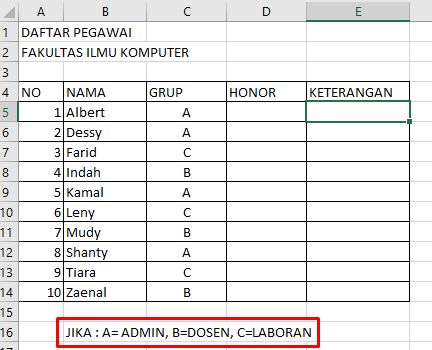 A B C D E
1 DAFTAR PEGAWAI
2 FAKULTAS ILMU KOMPUTER
3
4 NO NAMA GRUP HONOR KETERANGAN
5 1 Albert A
6 2 Dessy A
7 3 Farid C
8 4 Indah B
9 5 Kamal A
10 6 Leny C
11 7 Mudy B
12 8 Shanty A
13 9 Tiara C
14 10 Zaenal B
15
16 JIKA : A= ADMIN, B=DOSEN, C=LABORAN
17